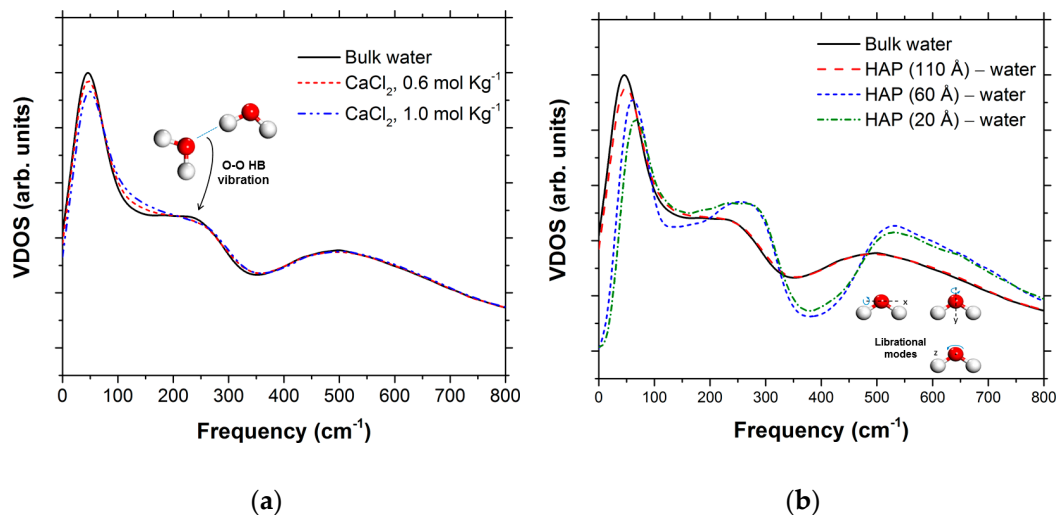 (a)
Bulk water
CaCl₂, 0.6 mol Kg⁻¹
CaCl₂, 1.0 mol Kg⁻¹
O-O HB
vibration
VDOS (arb. units)
0 100 200 300 400 500 600 700 800
Frequency (cm⁻¹)
(b)
Bulk water
HAP (110 Å) – water
HAP (60 Å) – water
HAP (20 Å) – water
x
y
Librational
modes
z
VDOS (arb. units)
0 100 200 300 400 500 600 700 800
Frequency (cm⁻¹)
(a)
(b)